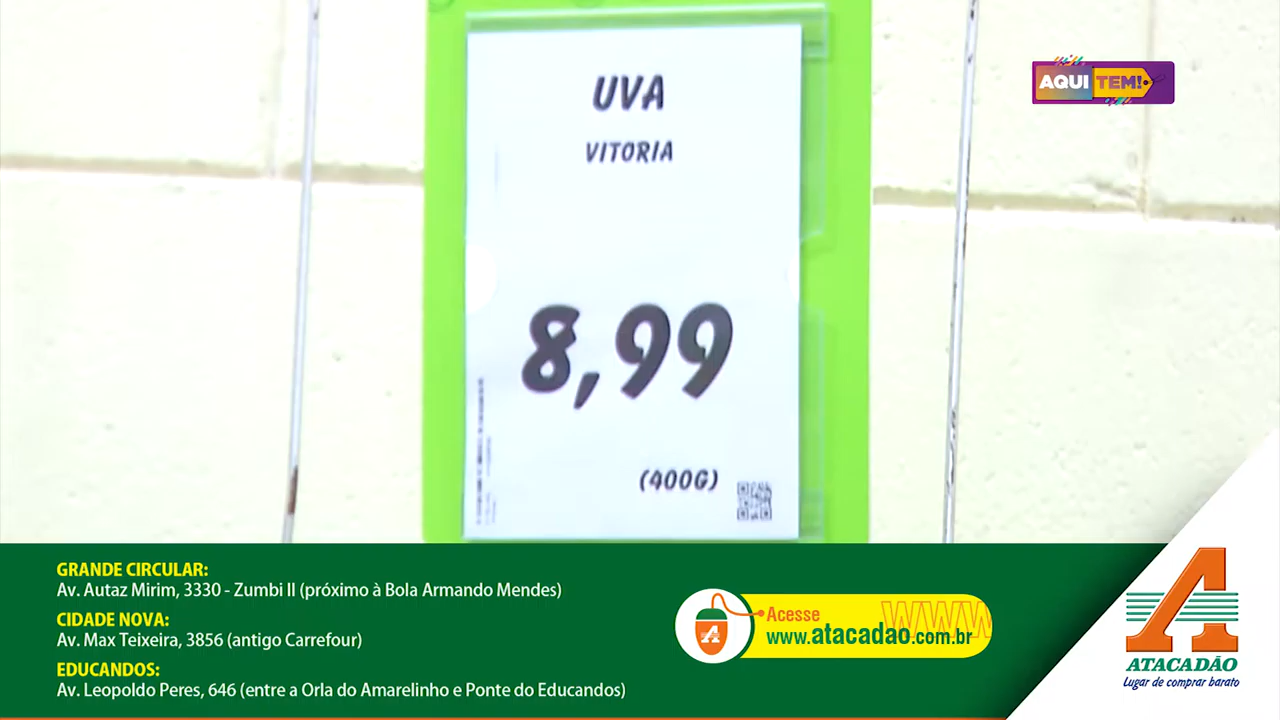 AQUI TEM!
UVA
VITORIA
8,99
(400G)
GRANDE CIRCULAR:
Av. Autaz Mirim, 3330 - Zumbi II (próximo à Bola Armando Mendes)
CIDADE NOVA:
Av. Max Teixeira, 3856 (antigo Carrefour)
EDUCANDOS:
Av. Leopoldo Peres, 646 (entre a Orla do Amarelinho e Ponte do Educandos)
Acesse
WWW
www.atacadao.com.br
A
ATACADÃO
Lugar de comprar barato